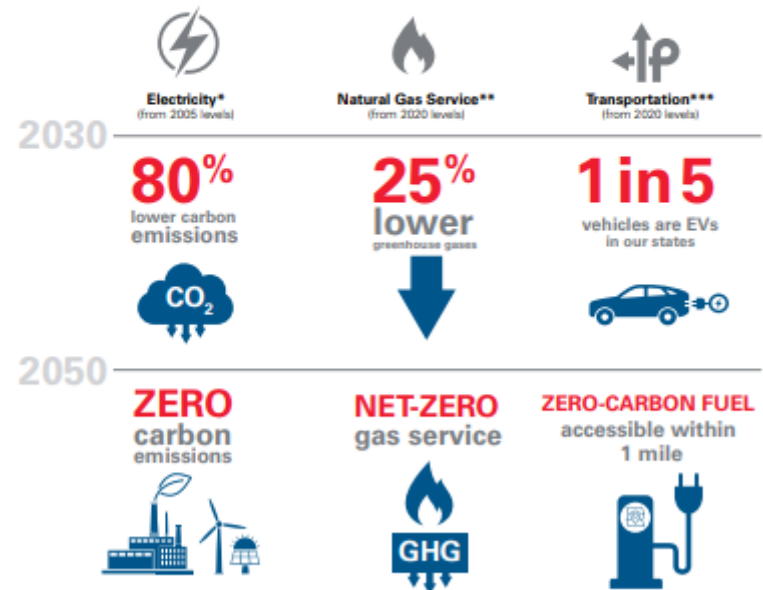 Electricity*
(from 2005 levels)
Natural Gas Service**
(from 2020 levels)
Transportation***
(from 2020 levels)
2030
80%
lower carbon
emissions
CO₂
25%
lower
greenhouse gases
1 in 5
vehicles are EVs
in our states
2050
ZERO
carbon
emissions
NET-ZERO
gas service
GHG
ZERO-CARBON FUEL
accessible within
1 mile